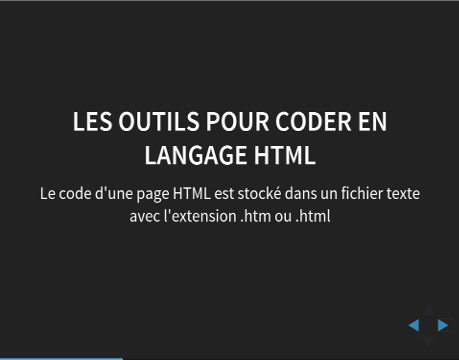 LES OUTILS POUR CODER EN
LANGAGE HTML
Le code d'une page HTML est stocké dans un fichier texte
avec l'extension .htm ou .html